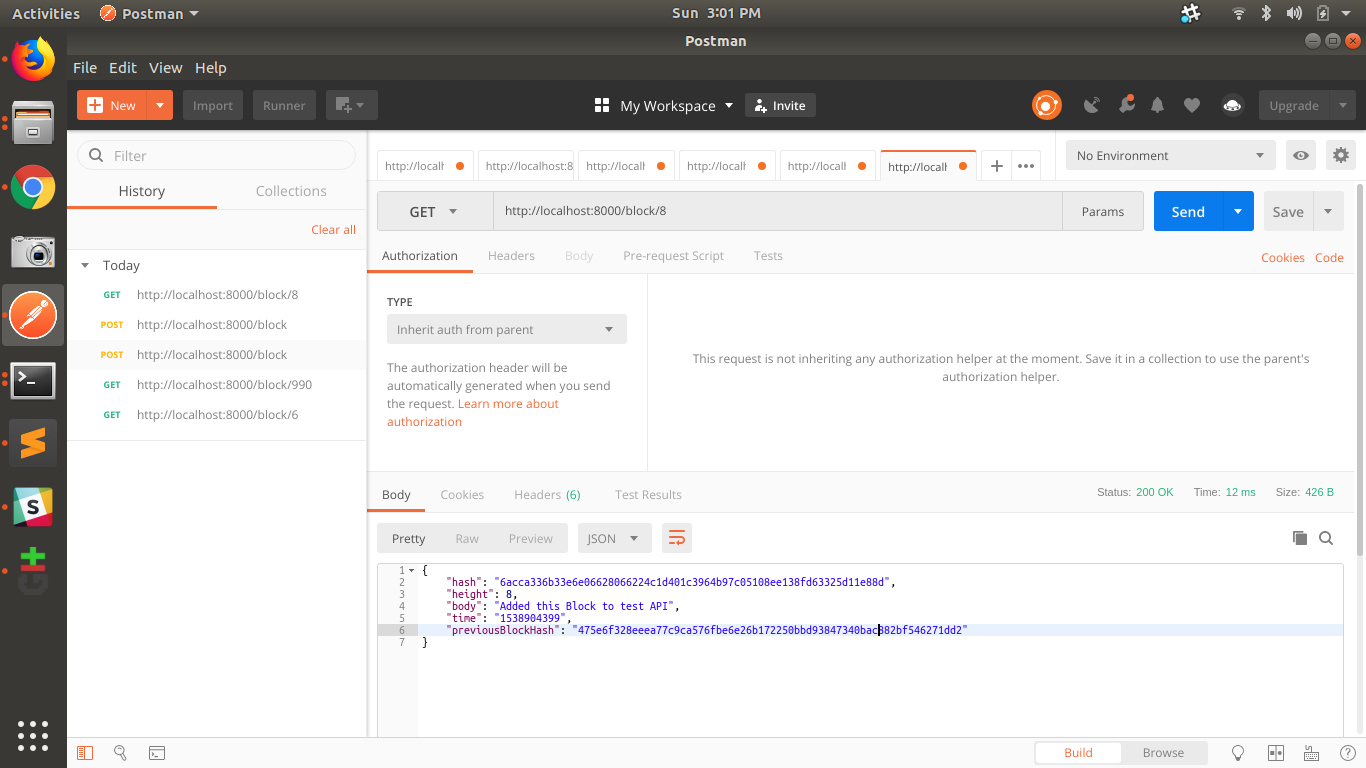 Activities Postman Sun 3:01 PM
Postman
File Edit View Help
New Import Runner My Workspace Invite Upgrade
Filter
History Collections
Clear all
Today
GET http://localhost:8000/block/8
POST http://localhost:8000/block
POST http://localhost:8000/block
GET http://localhost:8000/block/990
GET http://localhost:8000/block/6
http://locall http://localhost:8 http://locall http://locall http://locall http://locall
No Environment
GET http://localhost:8000/block/8 Params Send Save
Authorization Headers Body Pre-request Script Tests Cookies Code
TYPE
Inherit auth from parent
The authorization header will be
automatically generated when you send
the request. Learn more about
authorization
This request is not inheriting any authorization helper at the moment. Save it in a collection to use the parent's
authorization helper.
Body Cookies Headers (6) Test Results Status: 200 OK Time: 12 ms Size: 426 B
Pretty Raw Preview JSON
1 {
2 "hash": "6acca336b33e6e06628066224c1d401c3964b97c05108ee138fd63325d11e88d",
3 "height": 8,
4 "body": "Added this Block to test API",
5 "time": "1538904399",
6 "previousBlockHash":
7 }
Build Browse